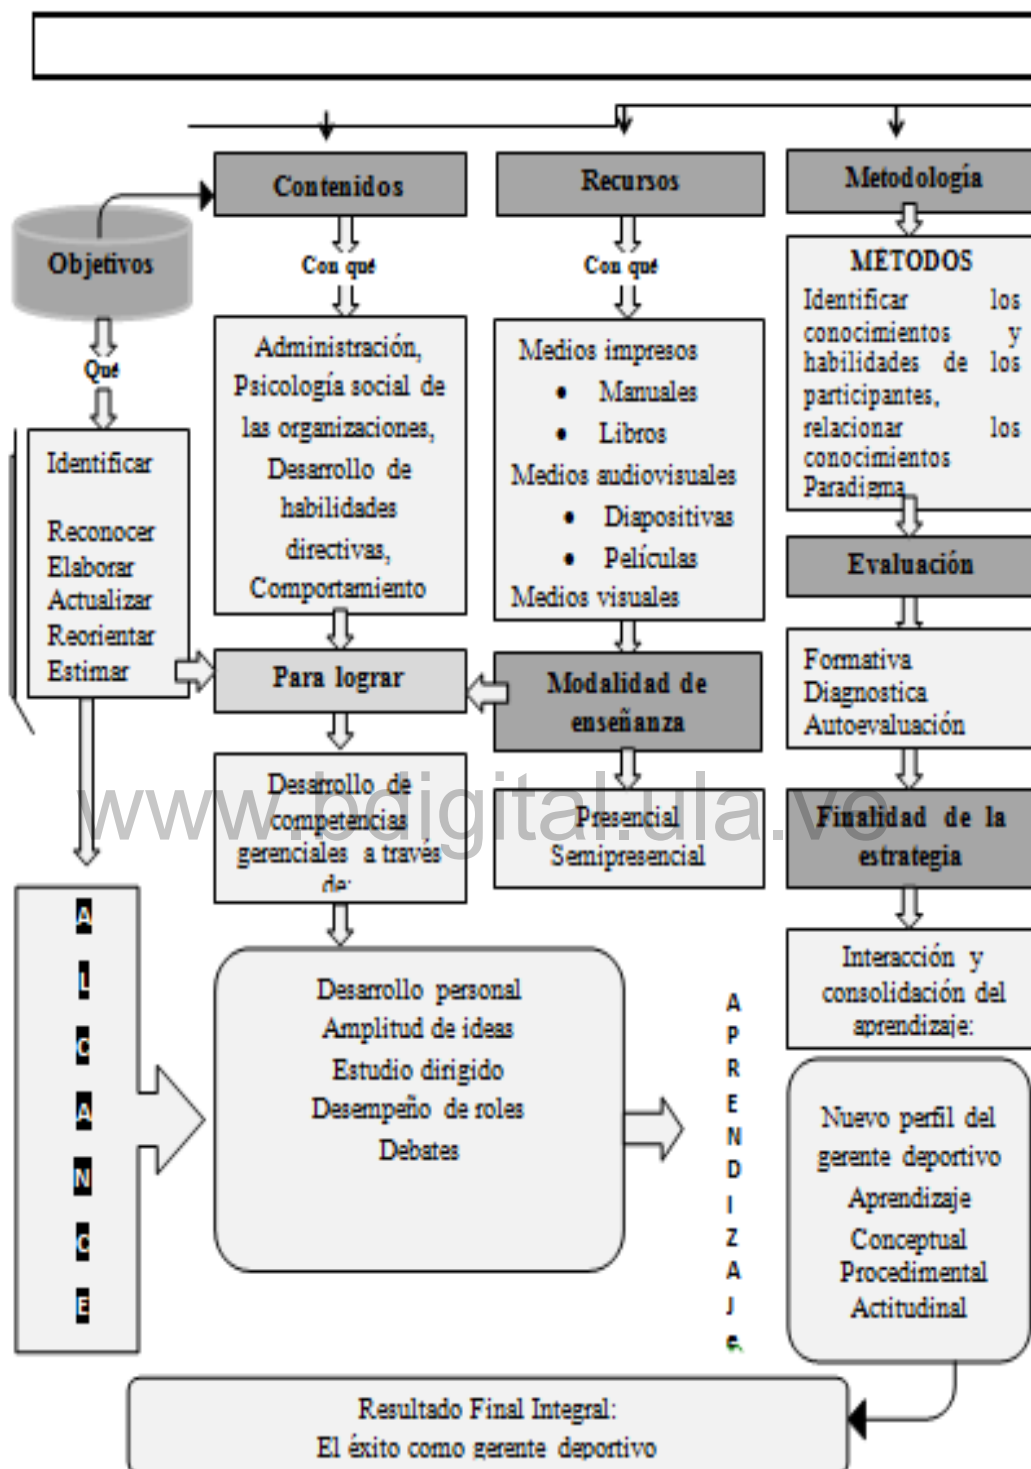 Objetivos
Qué
Identificar
Reconocer
Elaborar
Actualizar
Reorientar
Estimar
ALCANCE
Contenidos
Con qué
Administración,
Psicología social de
las organizaciones,
Desarrollo de
habilidades
directivas,
Comportamiento
Para lograr
Desarrollo de
competencias
gerenciales a través
de:
Desarrollo personal
Amplitud de ideas
Estudio dirigido
Desempeño de roles
Debates
Recursos
Con qué
Medios impresos
• Manuales
• Libros
Medios audiovisuales
• Diapositivas
• Películas
Medios visuales
Modalidad de
enseñanza
Presencial
Semipresencial
APRENDIZAJe
Metodología
MÉTODOS
Identificar los
conocimientos y
habilidades de los
participantes,
relacionar los
conocimientos
Paradigma
Evaluación
Formativa
Diagnostica
Autoevaluación
Finalidad de la
estrategia
Interacción y
consolidación del
aprendizaje:
Nuevo perfil del
gerente deportivo
Aprendizaje
Conceptual
Procedimental
Actitudinal
Resultado Final Integral:
El éxito como gerente deportivo
www.bdigital.ula.ve